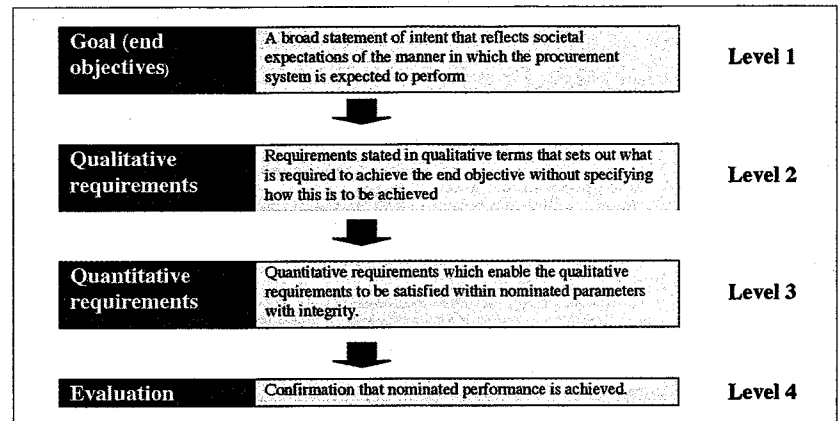 Goal (end
objectives)
A broad statement of intent that reflects societal
expectations of the manner in which the procurement
system is expected to perform
Level 1
Qualitative
requirements
Requirements stated in qualitative terms that sets out what
is required to achieve the end objective without specifying
how this is to be achieved
Level 2
Quantitative
requirements
Quantitative requirements which enable the qualitative
requirements to be satisfied within nominated parameters
with integrity.
Level 3
Evaluation
Confirmation that nominated performance is achieved.
Level 4